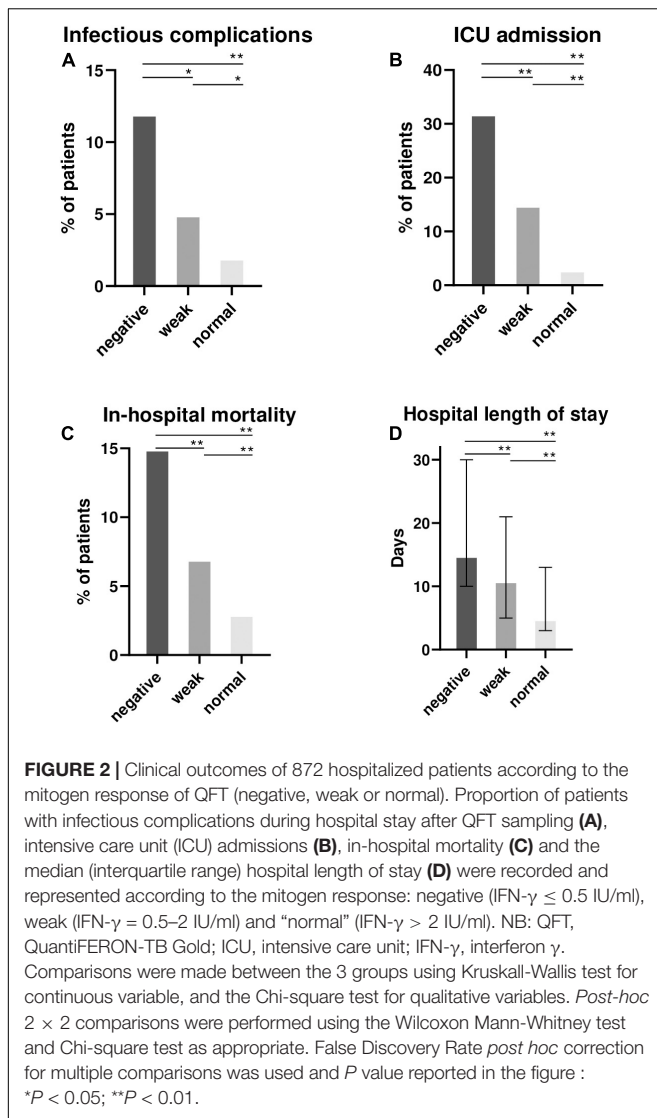 Infectious complications
A
**
*
*
15
10
5
0
% of patients
negative
weak
normal
ICU admission
B
**
**
**
40
30
20
10
0
% of patients
negative
weak
normal
In-hospital mortality
C
**
**
**
15
10
5
0
% of patients
negative
weak
normal
Hospital length of stay
D
**
**
**
30
20
10
0
Days
negative
weak
normal
FIGURE 2 | Clinical outcomes of 872 hospitalized patients according to the
mitogen response of QFT (negative, weak or normal). Proportion of patients
with infectious complications during hospital stay after QFT sampling (A),
intensive care unit (ICU) admissions (B), in-hospital mortality (C) and the
median (interquartile range) hospital length of stay (D) were recorded and
represented according to the mitogen response: negative (IFN-γ ≤ 0.5 IU/ml),
weak (IFN-γ = 0.5–2 IU/ml) and “normal” (IFN-γ > 2 IU/ml). NB: QFT,
QuantiFERON-TB Gold; ICU, intensive care unit; IFN-γ, interferon γ.
Comparisons were made between the 3 groups using Kruskall-Wallis test for
continuous variable, and the Chi-square test for qualitative variables. Post-hoc
2 × 2 comparisons were performed using the Wilcoxon Mann-Whitney test
and Chi-square test as appropriate. False Discovery Rate post hoc correction
for multiple comparisons was used and P value reported in the figure :
*P < 0.05; **P < 0.01.